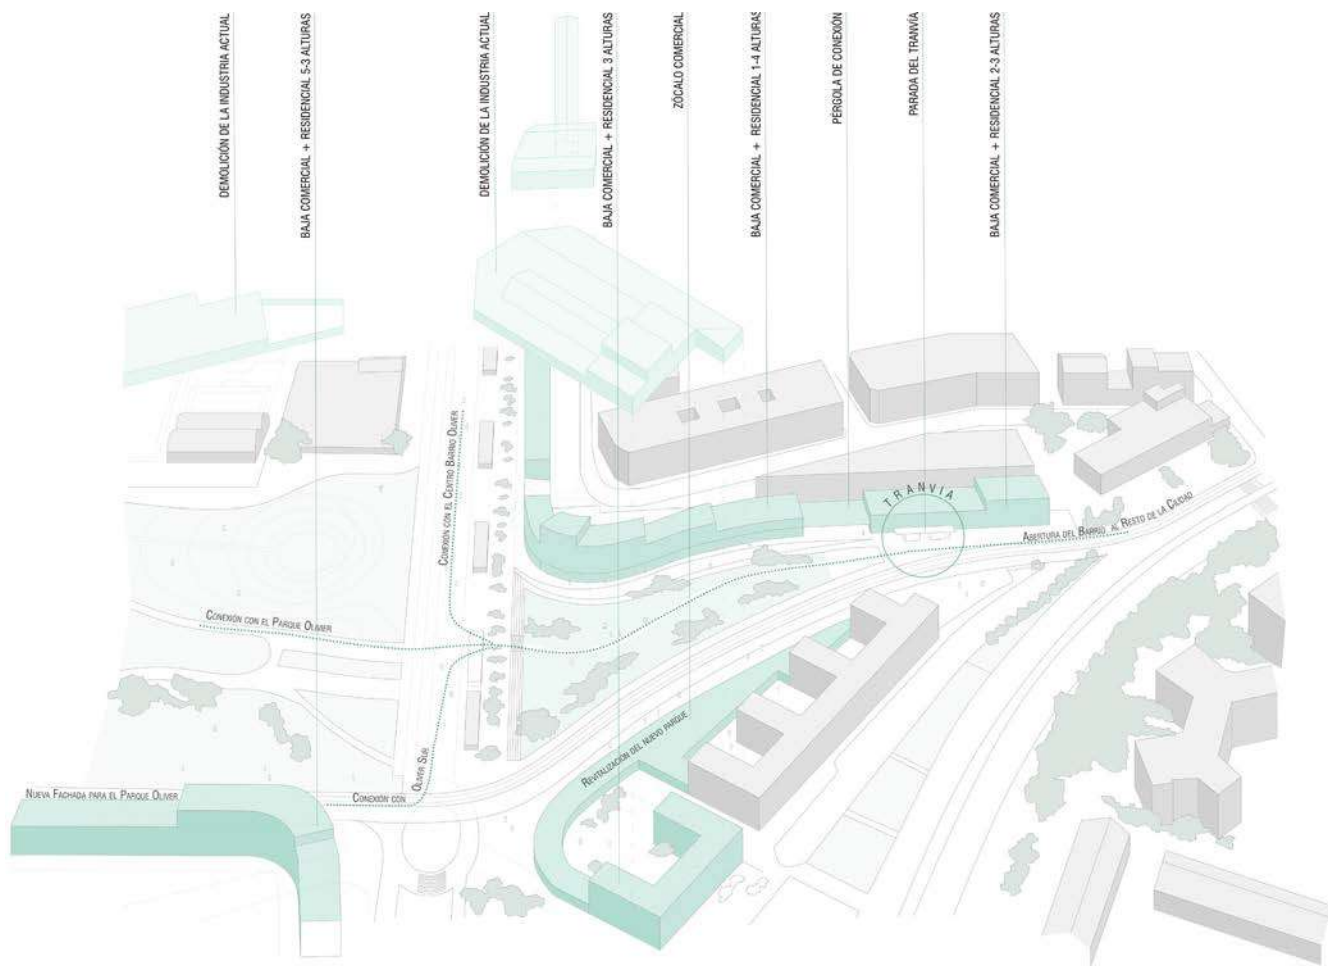 DEMOLICIÓN DE LA INDUSTRIA ACTUAL
BAJA COMERCIAL + RESIDENCIAL 5-3 ALTURAS
DEMOLICIÓN DE LA INDUSTRIA ACTUAL
BAJA COMERCIAL + RESIDENCIAL 3 ALTURAS
ZÓCALO COMERCIAL
BAJA COMERCIAL + RESIDENCIAL 1-4 ALTURAS
PÉRGOLA DE CONEXIÓN
PARADA DEL TRANVÍA
BAJA COMERCIAL + RESIDENCIAL 2-3 ALTURAS
CONEXIÓN CON EL CENTRO BARRIO OLIVER
TRANVÍA
ABERTURA DEL BARRIO AL RESTO DE LA CIUDAD
CONEXIÓN CON EL PARQUE OLIVER
REVITALIZACIÓN DEL NUEVO PARQUE
NUEVA FACHADA PARA EL PARQUE OLIVER
CONEXIÓN CON OLIVER SUR